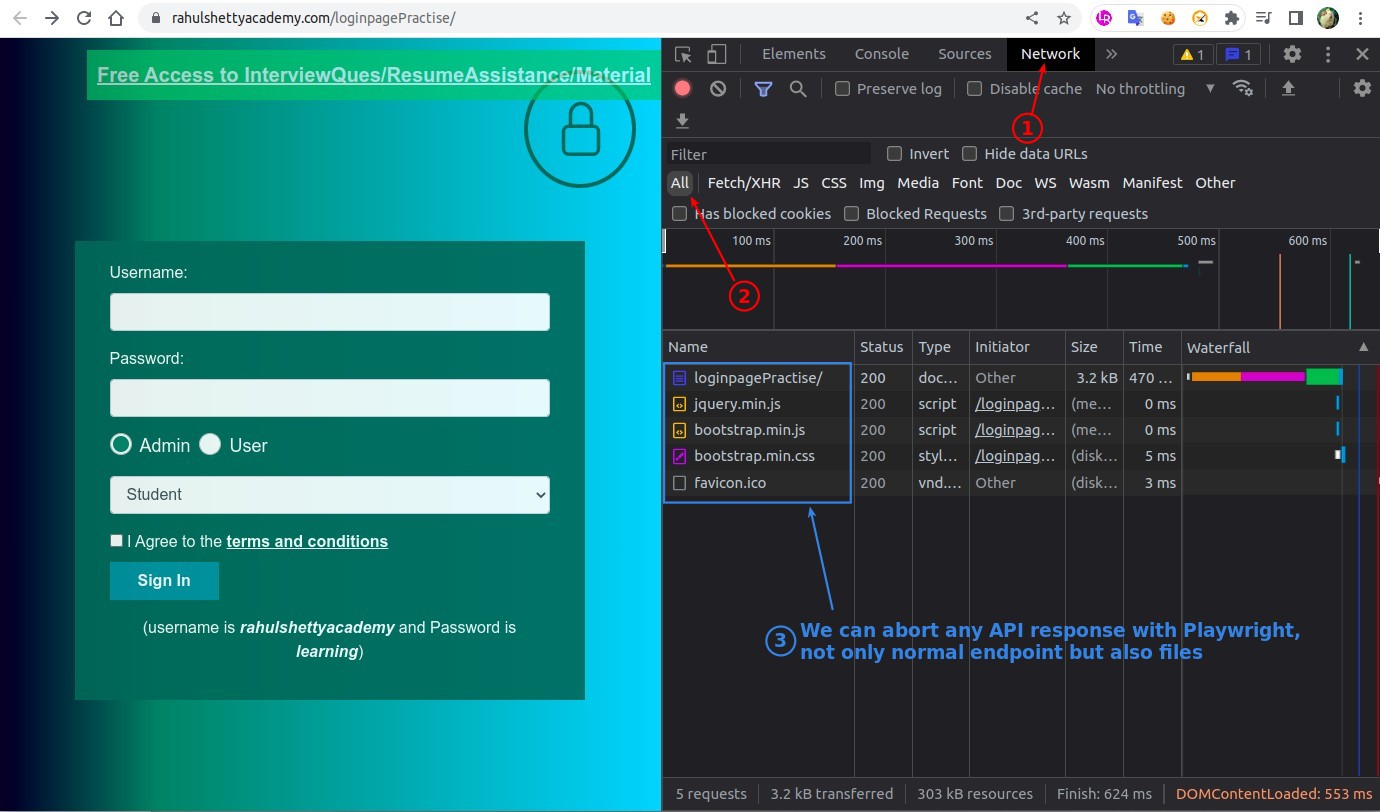 rahulshettyacademy.com/loginpagePractise/
Free Access to InterviewQues/ResumeAssistance/Material
Username:
Password:
Admin User
Student
I Agree to the terms and conditions
Sign In
(username is rahulshettyacademy and Password is
learning)
Elements Console Sources Network » 1 1
Preserve log Disable cache No throttling
1
Filter Invert Hide data URLs
All Fetch/XHR JS CSS Img Media Font Doc WS Wasm Manifest Other
Has blocked cookies Blocked Requests 3rd-party requests
100 ms 200 ms 300 ms 400 ms 500 ms 600 ms
2
Name Status Type Initiator Size Time Waterfall
loginpagePractise/ 200 doc... Other 3.2 kB 470 ...
jquery.min.js 200 script /loginpag... (me... 0 ms
bootstrap.min.js 200 script /loginpag... (me... 0 ms
bootstrap.min.css 200 styl... /loginpag... (disk... 5 ms
favicon.ico 200 vnd.... Other (disk... 3 ms
3 We can abort any API response with Playwright,
not only normal endpoint but also files
5 requests 3.2 kB transferred 303 kB resources Finish: 624 ms DOMContentLoaded: 553 ms